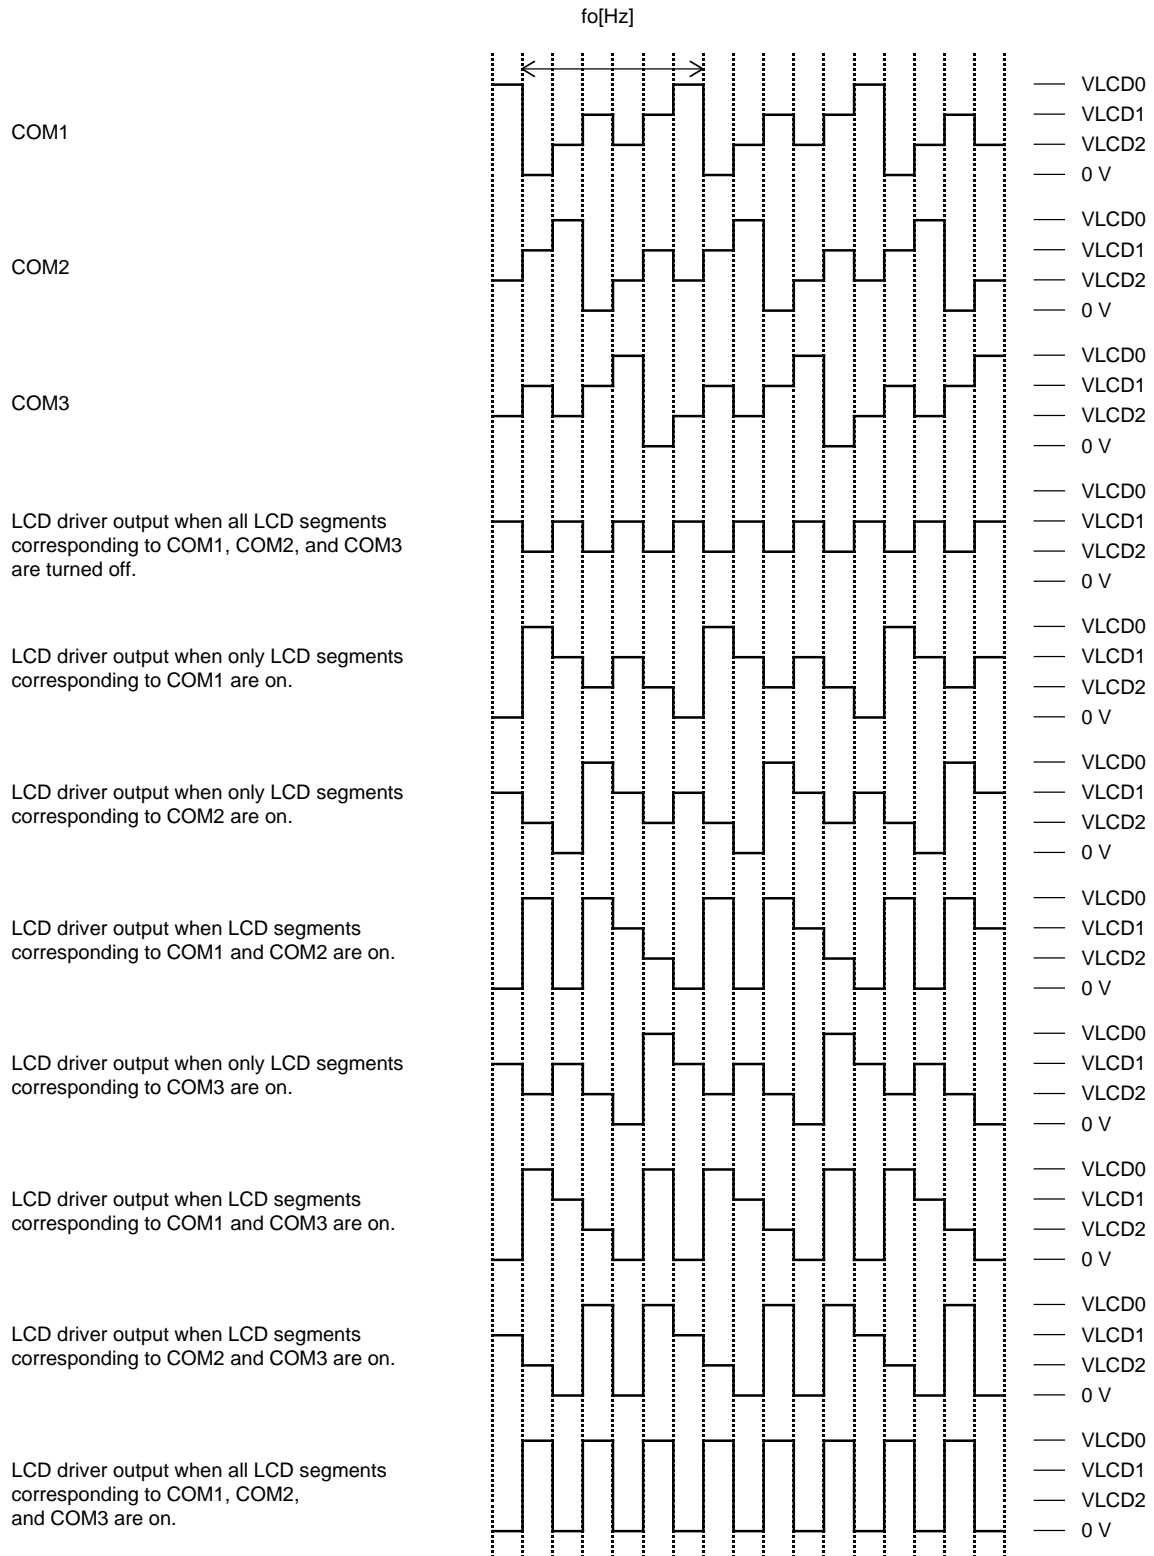 fo[Hz]
VLCD0
VLCD1
COM1
VLCD2
0 V
VLCD0
VLCD1
COM2
VLCD2
0 V
VLCD0
VLCD1
COM3
VLCD2
0 V
VLCD0
LCD driver output when all LCD segments
VLCD1
corresponding to COM1, COM2, and COM3
VLCD2
are turned off.
0 V
VLCD0
LCD driver output when only LCD segments
VLCD1
corresponding to COM1 are on.
VLCD2
0 V
VLCD0
LCD driver output when only LCD segments
VLCD1
corresponding to COM2 are on.
VLCD2
0 V
VLCD0
LCD driver output when LCD segments
VLCD1
corresponding to COM1 and COM2 are on.
VLCD2
0 V
VLCD0
LCD driver output when only LCD segments
VLCD1
corresponding to COM3 are on.
VLCD2
0 V
VLCD0
LCD driver output when LCD segments
VLCD1
corresponding to COM1 and COM3 are on.
VLCD2
0 V
VLCD0
LCD driver output when LCD segments
VLCD1
corresponding to COM2 and COM3 are on.
VLCD2
0 V
VLCD0
LCD driver output when all LCD segments
VLCD1
corresponding to COM1, COM2,
VLCD2
and COM3 are on.
0 V